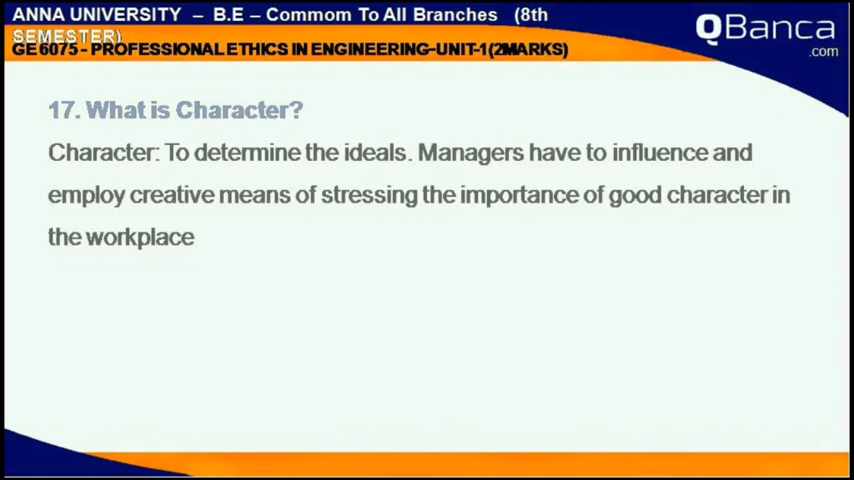 ANNA UNIVERSITY – B.E – Commom To All Branches (8th
SEMESTER)
GE 6075 - PROFESSIONAL ETHICS IN ENGINEERING-UNIT-1(2MARKS)
QBanca
.com
17. What is Character?
Character: To determine the ideals. Managers have to influence and
employ creative means of stressing the importance of good character in
the workplace